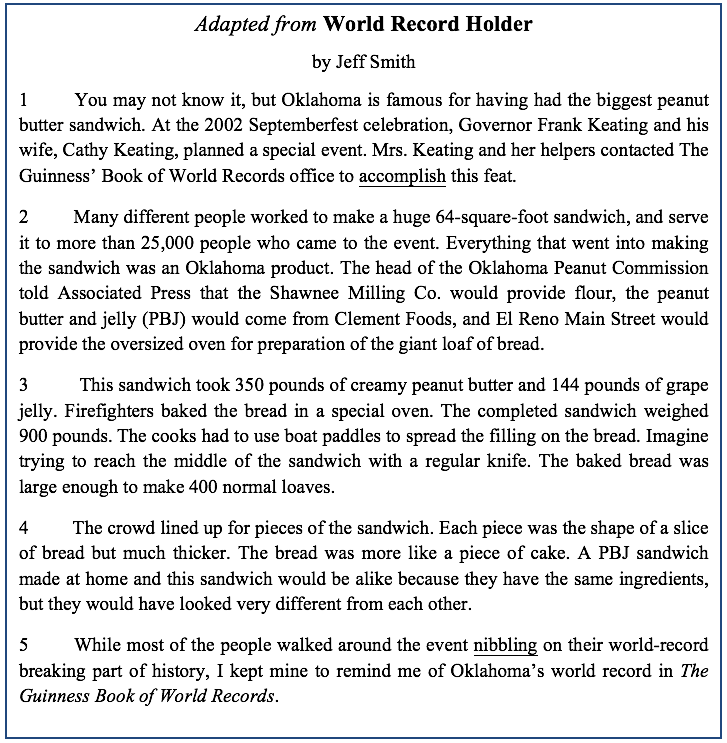 Adapted from World Record Holder
by Jeff Smith
1 You may not know it, but Oklahoma is famous for having had the biggest peanut
butter sandwich. At the 2002 Septemberfest celebration, Governor Frank Keating and his
wife, Cathy Keating, planned a special event. Mrs. Keating and her helpers contacted The
Guinness’ Book of World Records office to accomplish this feat.
2 Many different people worked to make a huge 64-square-foot sandwich, and serve
it to more than 25,000 people who came to the event. Everything that went into making
the sandwich was an Oklahoma product. The head of the Oklahoma Peanut Commission
told Associated Press that the Shawnee Milling Co. would provide flour, the peanut
butter and jelly (PBJ) would come from Clement Foods, and El Reno Main Street would
provide the oversized oven for preparation of the giant loaf of bread.
3 This sandwich took 350 pounds of creamy peanut butter and 144 pounds of grape
jelly. Firefighters baked the bread in a special oven. The completed sandwich weighed
900 pounds. The cooks had to use boat paddles to spread the filling on the bread. Imagine
trying to reach the middle of the sandwich with a regular knife. The baked bread was
large enough to make 400 normal loaves.
4 The crowd lined up for pieces of the sandwich. Each piece was the shape of a slice
of bread but much thicker. The bread was more like a piece of cake. A PBJ sandwich
made at home and this sandwich would be alike because they have the same ingredients,
but they would have looked very different from each other.
5 While most of the people walked around the event nibbling on their world-record
breaking part of history, I kept mine to remind me of Oklahoma’s world record in The
Guinness Book of World Records.